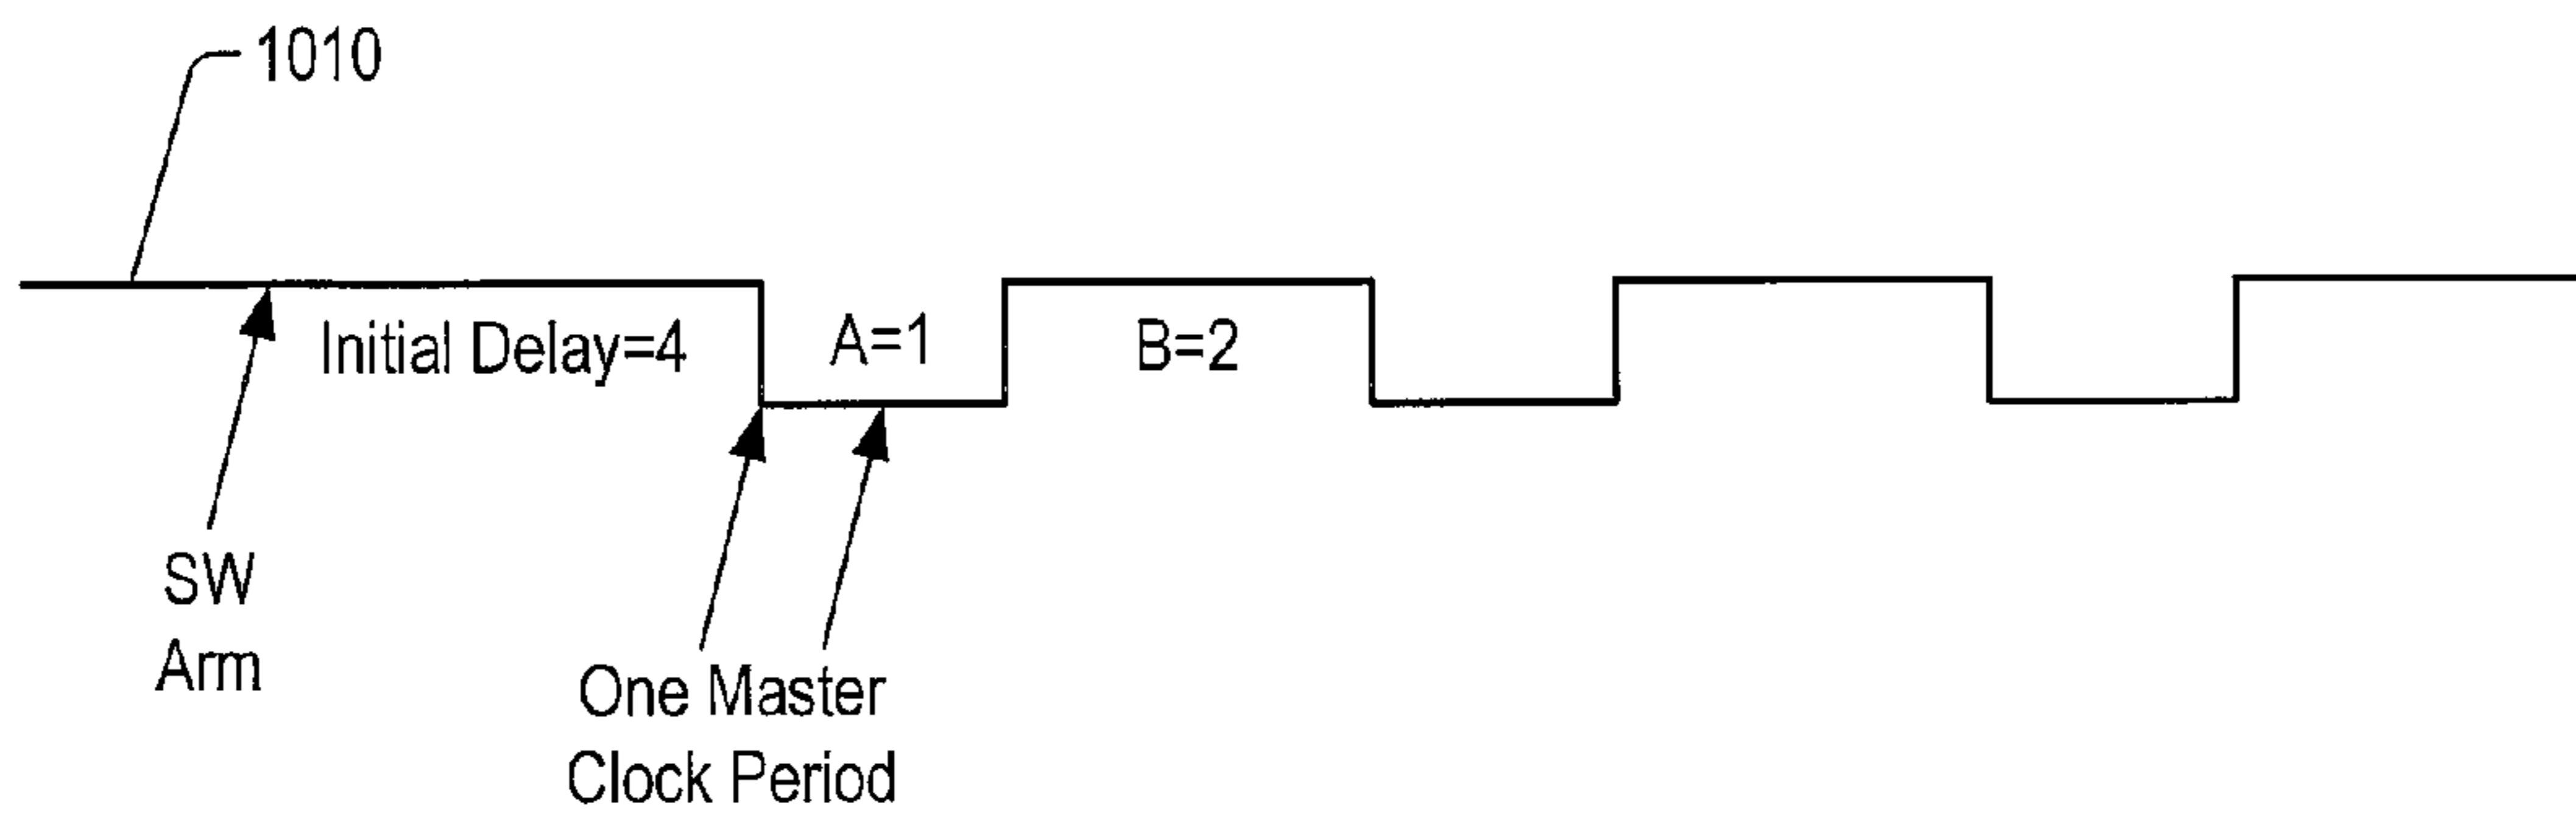 1010
Initial Delay=4
A=1
B=2
SW
Arm
One Master
Clock Period